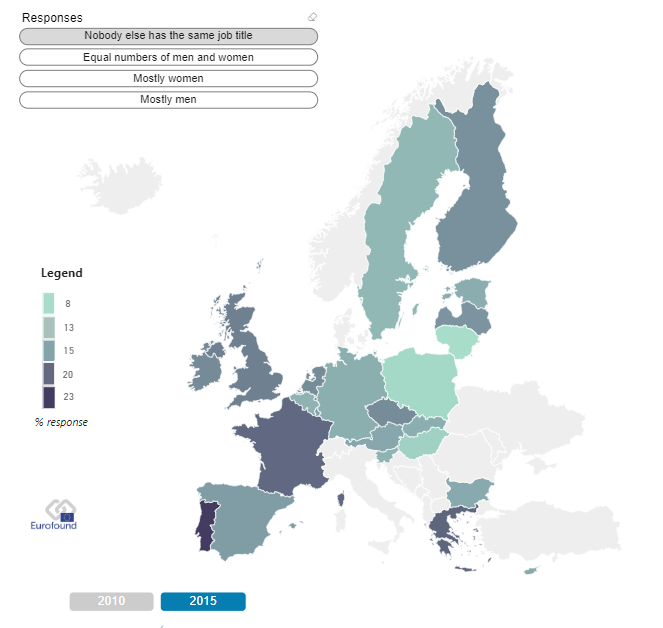 Responses
Nobody else has the same job title
Equal numbers of men and women
Mostly women
Mostly men
Legend
8
13
15
20
23
% response
Eurofound
2010
2015